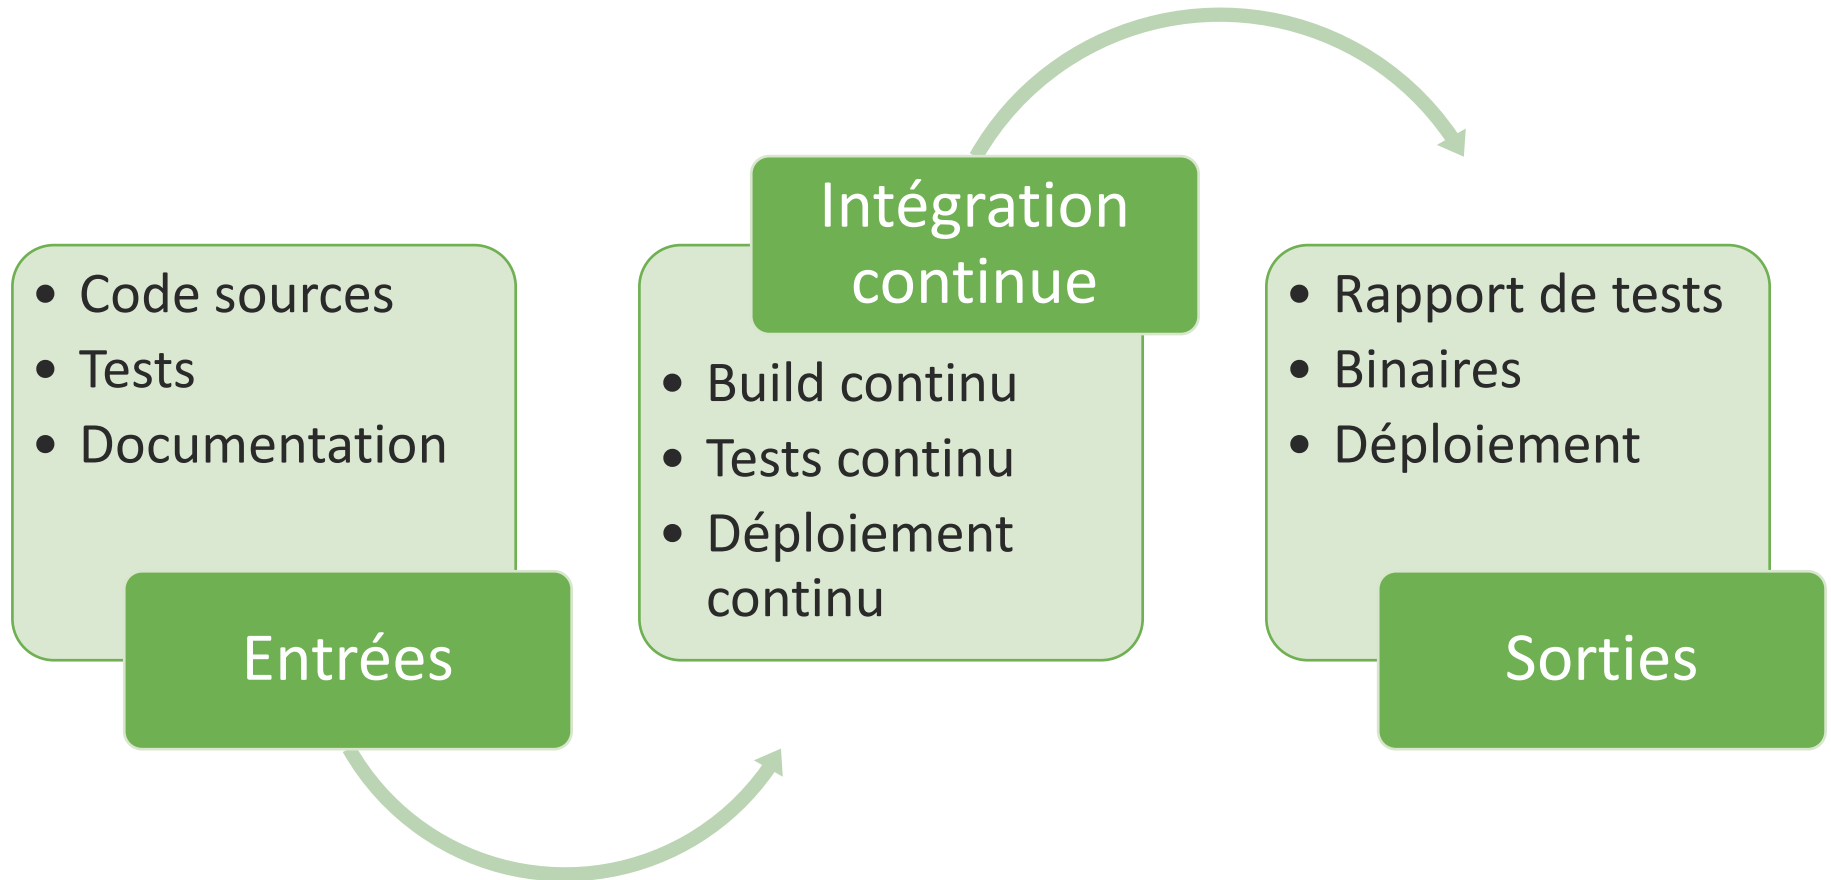 • Code sources
• Tests
• Documentation
Entrées
Intégration
continue
• Build continu
• Tests continu
• Déploiement
continu
• Rapport de tests
• Binaires
• Déploiement
Sorties